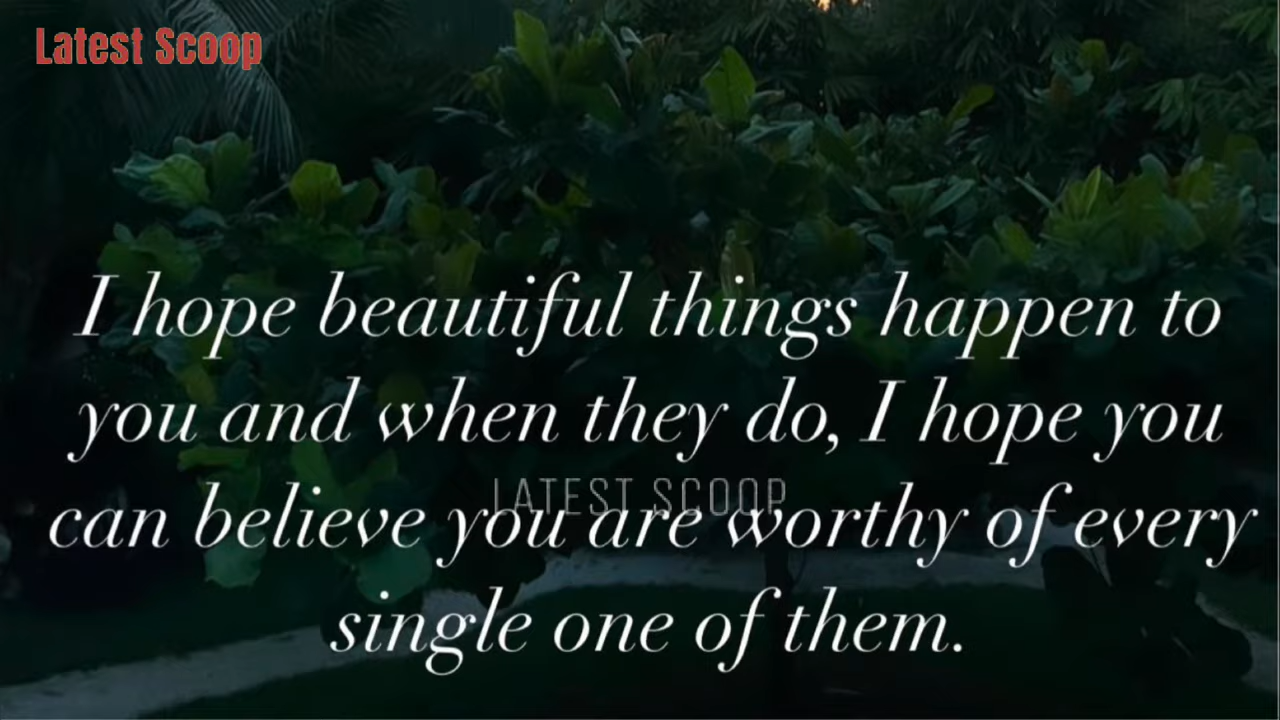 Latest Scoop
I hope beautiful things happen to
you and when they do, I hope you
LATEST SCOOP
can believe you are worthy of every
single one of them.